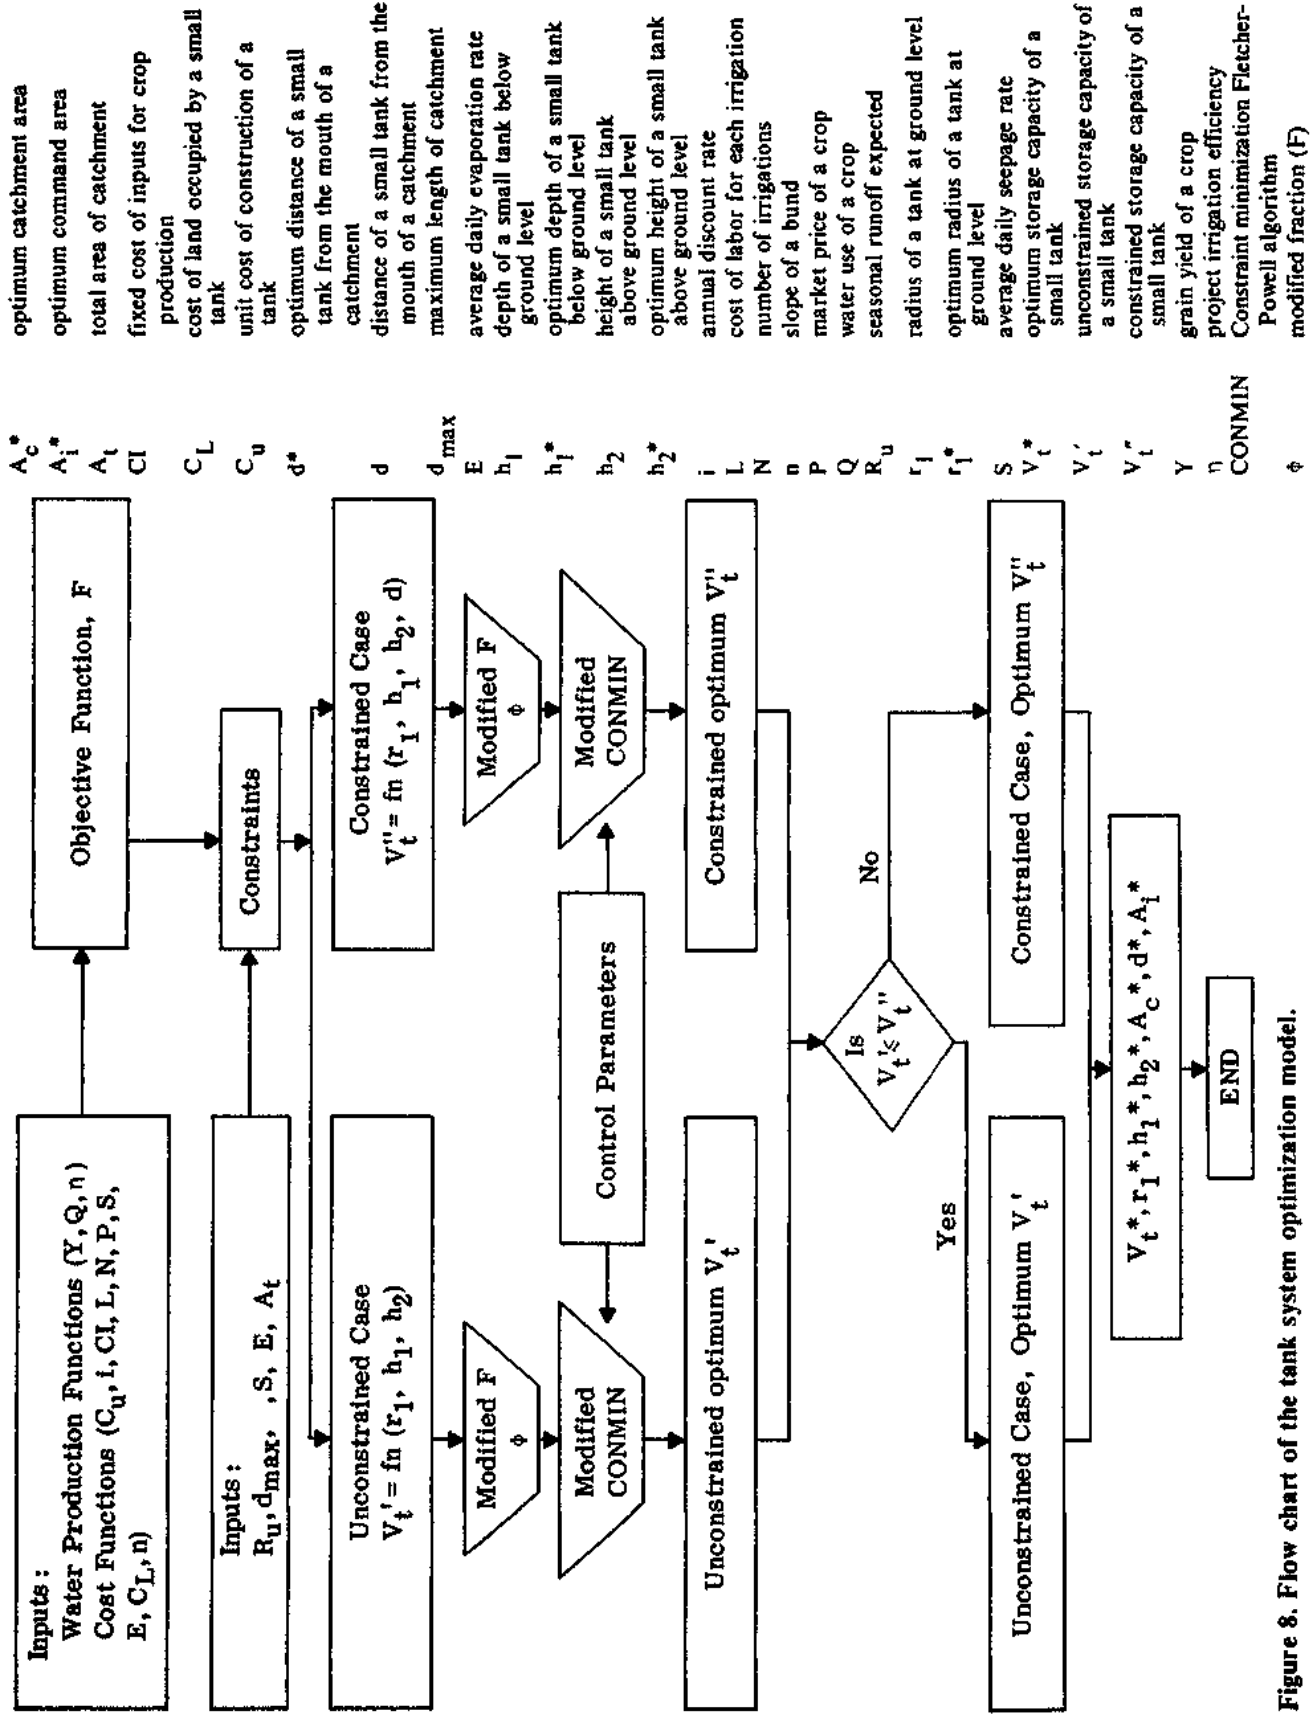 Inputs:
Water Production Functions (Y, Q, η)
Cost Functions (Cu, i, CI, L, N, P, S,
E, CL, n)
Objective Function, F
Inputs:
Ru, dmax, , S, E, At
Constraints
Unconstrained Case
Vt' = fn (r1, h1, h2)
Constrained Case
Vt'' = fn (r1, h1, h2, d)
Modified F
ϕ
Modified F
ϕ
Modified
CONMIN
Control Parameters
Modified
CONMIN
Unconstrained optimum Vt'
Constrained optimum Vt''
Is
Vt' ≤ Vt''
Yes
No
Unconstrained Case, Optimum Vt'
Constrained Case, Optimum Vt''
Vt*, r1*, h1*, h2*, Ac*, d*, Ai*
END
Ac* optimum catchment area
Ai* optimum command area
At total area of catchment
CI fixed cost of inputs for crop
production
CL cost of land occupied by a small
tank
Cu unit cost of construction of a
tank
d* optimum distance of a small
tank from the mouth of a
catchment
d distance of a small tank from the
mouth of a catchment
dmax maximum length of catchment
E average daily evaporation rate
h1 depth of a small tank below
ground level
h1* optimum depth of a small tank
below ground level
h2 height of a small tank
above ground level
h2* optimum height of a small tank
above ground level
i annual discount rate
L cost of labor for each irrigation
N number of irrigations
n slope of a bund
P market price of a crop
Q water use of a crop
Ru seasonal runoff expected
r1 radius of a tank at ground level
r1* optimum radius of a tank at
ground level
S average daily seepage rate
Vt* optimum storage capacity of a
small tank
Vt' unconstrained storage capacity of
a small tank
Vt'' constrained storage capacity of a
small tank
Y grain yield of a crop
η project irrigation efficiency
CONMIN Constraint minimization Fletcher-
Powell algorithm
ϕ modified fraction (F)
Figure 8. Flow chart of the tank system optimization model.